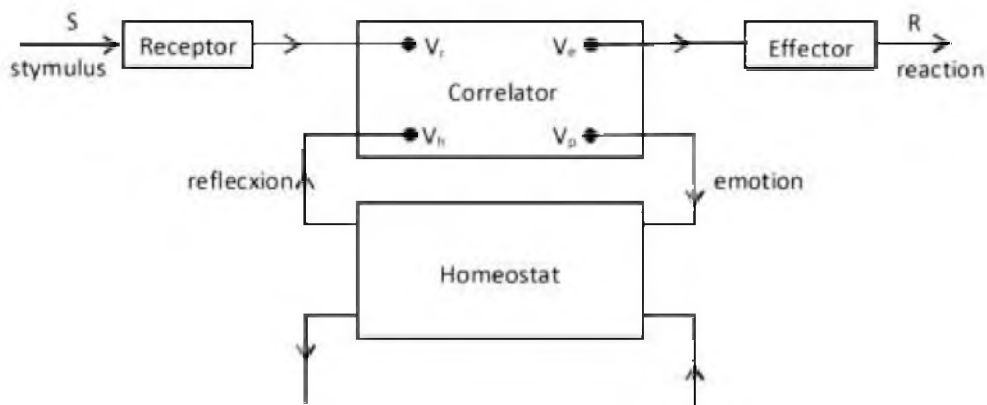 S
stymulus
Receptor
Vᵣ
Vₑ
Correlator
Vₕ
Vₚ
Effector
R
reaction
reflecxion
emotion
Homeostat